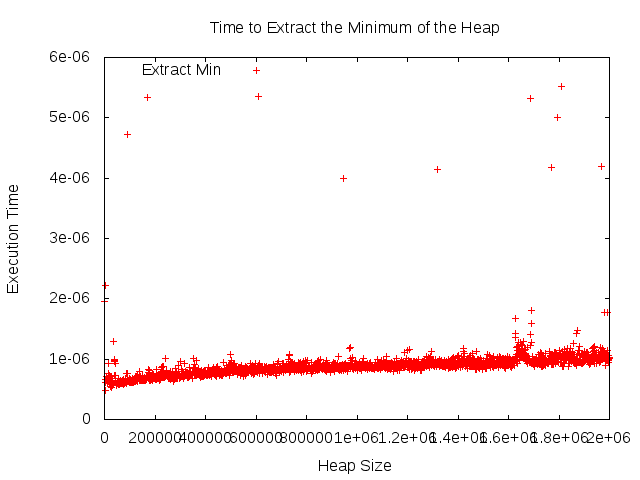 Time to Extract the Minimum of the Heap
6e-06
Extract Min
5e-06
4e-06
3e-06
2e-06
1e-06
0
Execution Time
0 200000 400000 600000 800000 1e+06 1.2e+06 1.4e+06 1.6e+06 1.8e+06 2e+06
Heap Size